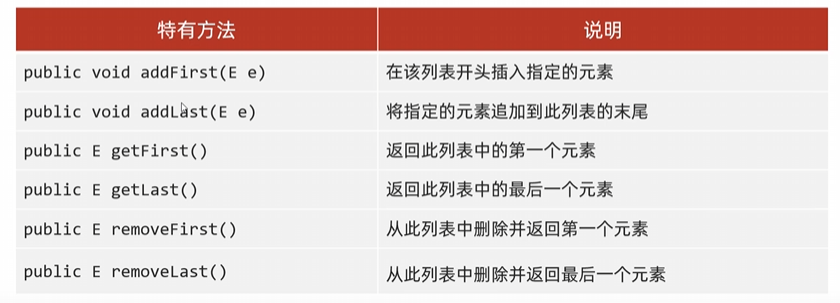 特有方法 说明
public void addFirst(E e) 在该列表开头插入指定的元素
public void addLast(E e) 将指定的元素追加到此列表的末尾
public E getFirst() 返回此列表中的第一个元素
public E getLast() 返回此列表中的最后一个元素
public E removeFirst() 从此列表中删除并返回第一个元素
public E removeLast() 从此列表中删除并返回最后一个元素